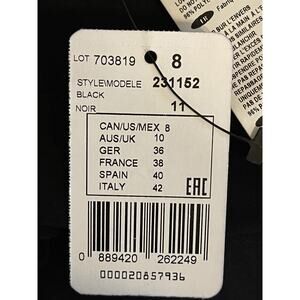 LOT 703819 8
STYLE\MODELE 231152
BLACK
NOIR 11
CAN/US/MEX 8
AUS/UK 10
GER 36
FRANCE 38
SPAIN 40
ITALY 42
EAC
0 889420 262249
000020857936